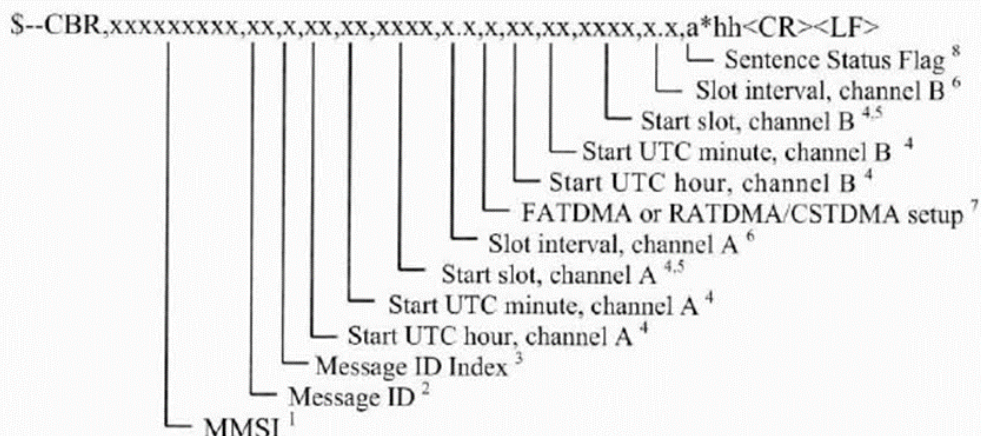 $--CBR,xxxxxxxxx,xx,x,xx,xx,xxxx,x.x,x,xx,xx,xxxx,x.x,a*hh<CR><LF>
Sentence Status Flag 8
Slot interval, channel B 6
Start slot, channel B 4,5
Start UTC minute, channel B 4
Start UTC hour, channel B 4
FATDMA or RATDMA/CSTDMA setup 7
Slot interval, channel A 6
Start slot, channel A 4,5
Start UTC minute, channel A 4
Start UTC hour, channel A 4
Message ID Index 3
Message ID 2
MMSI 1